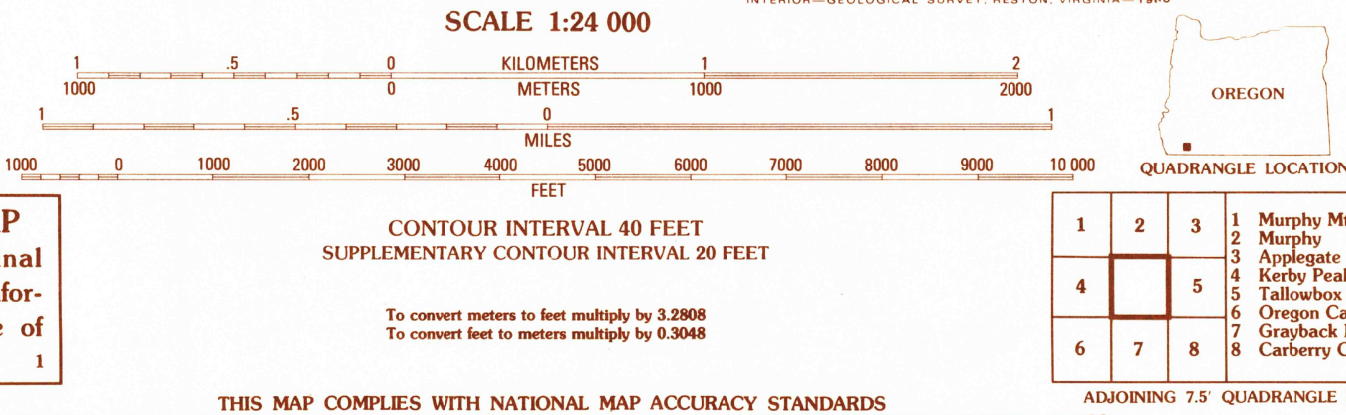 INTERIOR—GEOLOGICAL SURVEY, RESTON, VIRGINIA—
SCALE 1:24 000
1 .5 0 KILOMETERS 1 2
1000 0 METERS 1000 2000
1 .5 0 1
MILES
1000 0 1000 2000 3000 4000 5000 6000 7000 8000 9000 10 000
FEET
OREGON
QUADRANGLE LOCATION
CONTOUR INTERVAL 40 FEET
SUPPLEMENTARY CONTOUR INTERVAL 20 FEET
To convert meters to feet multiply by 3.2808
To convert feet to meters multiply by 0.3048
P
nal
for-
of
1
1 2 3
4 5
6 7 8
1 Murphy
2 Murphy
3 Applegate
4 Kerby
5 Tallowbox
6 Oregon
7 Grayback
8 Carberry
ADJOINING 7.5' QUADRANGLE
THIS MAP COMPLIES WITH NATIONAL MAP ACCURACY STANDARDS